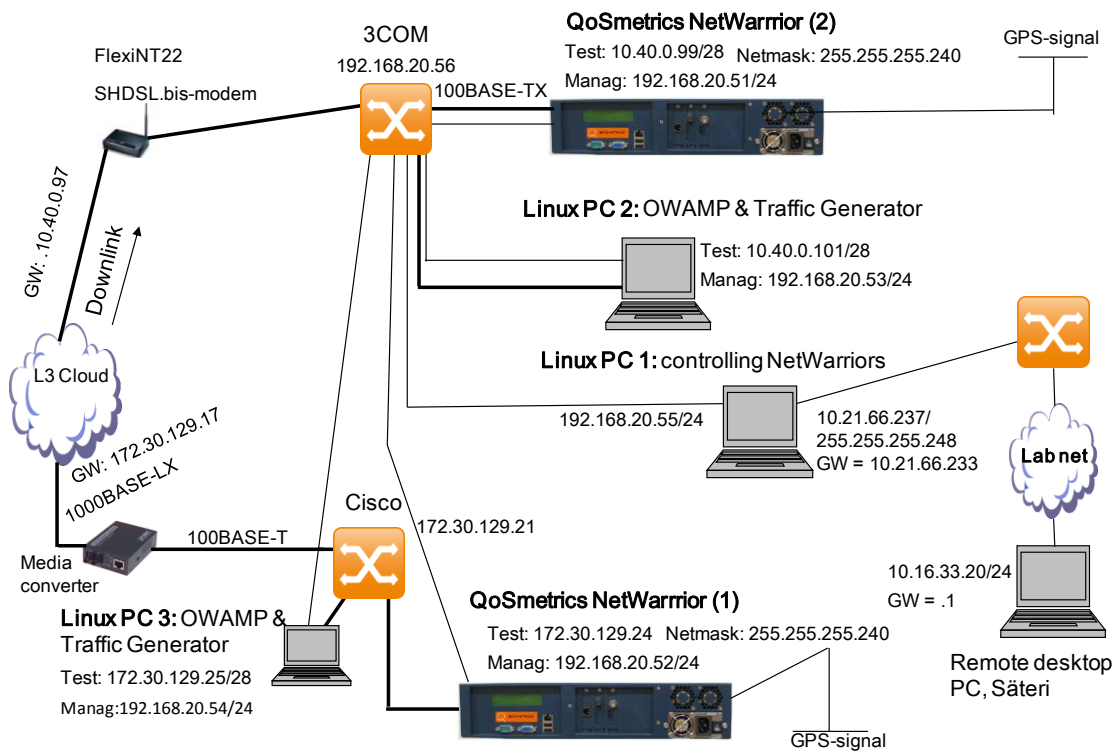 QoSmetrics NetWarrrior (2)
Test: 10.40.0.99/28 Netmask: 255.255.255.240
Manag: 192.168.20.51/24
GPS-signal
3COM
192.168.20.56
100BASE-TX
FlexiNT22
SHDSL.bis-modem
GW: .10.40.0.97
Downlink
Linux PC 2: OWAMP & Traffic Generator
Test: 10.40.0.101/28
Manag: 192.168.20.53/24
L3 Cloud
Linux PC 1: controlling NetWarriors
192.168.20.55/24
10.21.66.237/
255.255.255.248
GW = 10.21.66.233
Lab net
GW: 172.30.129.17
1000BASE-LX
Cisco
172.30.129.21
100BASE-T
Media
converter
10.16.33.20/24
GW = .1
Remote desktop
PC, Säteri
Linux PC 3: OWAMP &
Traffic Generator
Test: 172.30.129.25/28
Manag:192.168.20.54/24
QoSmetrics NetWarrrior (1)
Test: 172.30.129.24 Netmask: 255.255.255.240
Manag: 192.168.20.52/24
GPS-signal